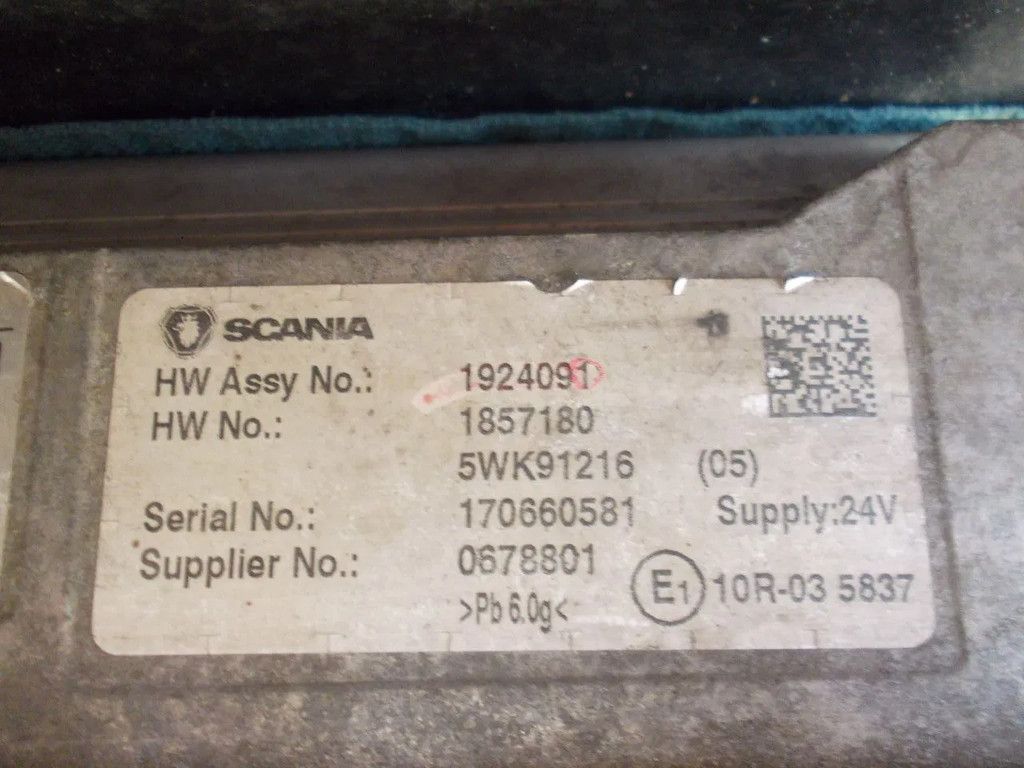 SCANIA
HW Assy No.: 1924091
HW No.: 1857180
5WK91216 (05)
Serial No.: 170660581 Supply:24V
Supplier No.: 0678801
>Pb 6.0g< E1 10R-03 5837